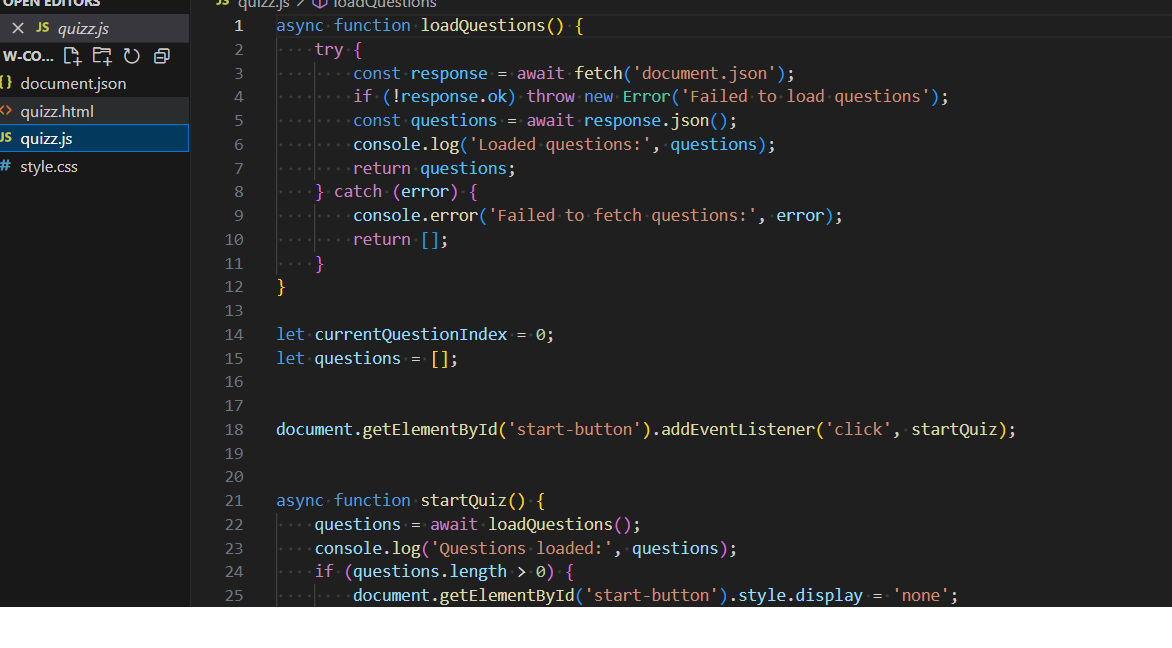 OPEN EDITORS
JS quizz.js
W-CO...
{} document.json
<> quizz.html
JS quizz.js
# style.css
JS quizz.js > loadQuestions
1 async function loadQuestions() {
2 try {
3 const response = await fetch('document.json');
4 if (!response.ok) throw new Error('Failed to load questions');
5 const questions = await response.json();
6 console.log('Loaded questions:', questions);
7 return questions;
8 } catch (error) {
9 console.error('Failed to fetch questions:', error);
10 return [];
11 }
12 }
13
14 let currentQuestionIndex = 0;
15 let questions = [];
16
17
18 document.getElementById('start-button').addEventListener('click', startQuiz);
19
20
21 async function startQuiz() {
22 questions = await loadQuestions();
23 console.log('Questions loaded:', questions);
24 if (questions.length > 0) {
25 document.getElementById('start-button').style.display = 'none';